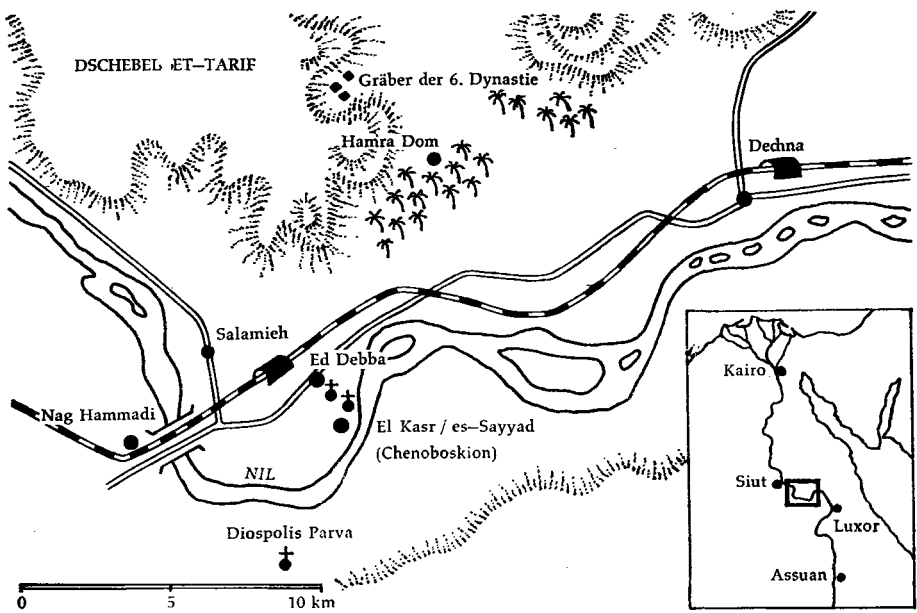 DSCHEBEL ET–TARIF
Gräber der 6. Dynastie
Hamra Dom
Dechna
Salamieh
Ed Debba
Nag Hammadi
El Kasr / es–Sayyad
(Chenoboskion)
NIL
Diospolis Parva
0 5 10 km
Kairo
Siut
Luxor
Assuan